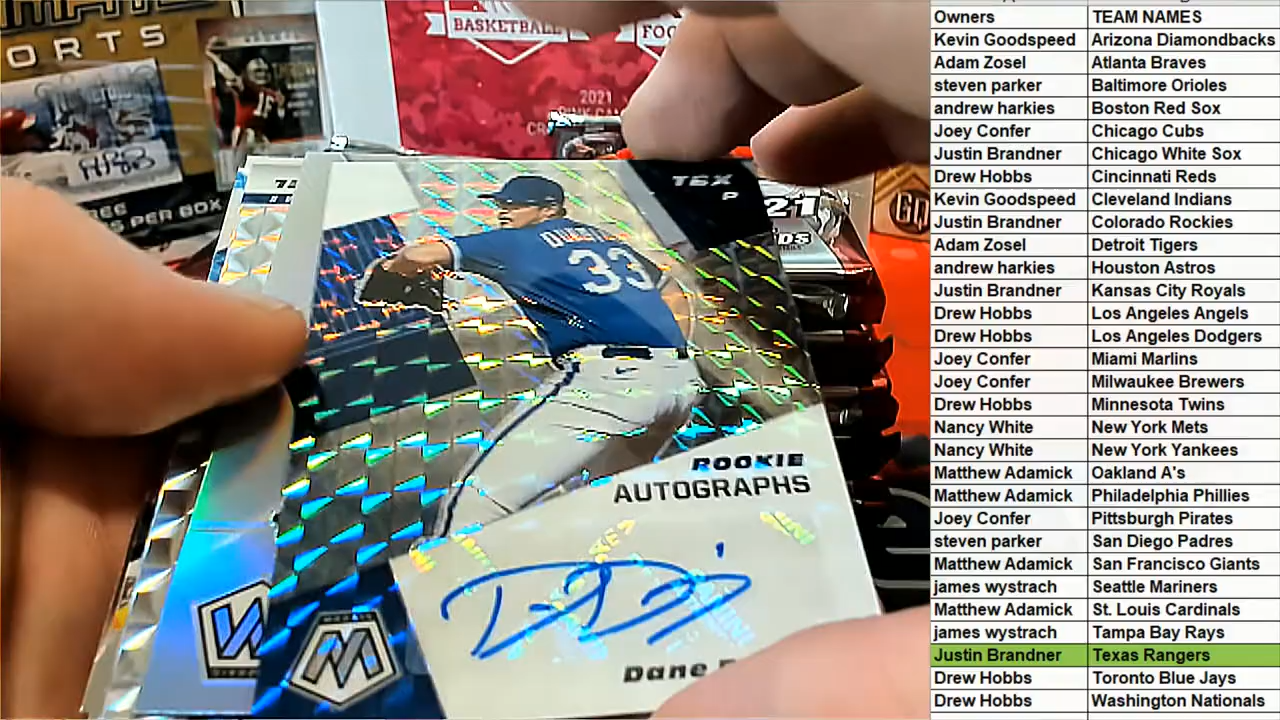 ORTS
PER BOX
BASKETBALL
FOO
2021
TEX
P
21
33
ROOKIE
AUTOGRAPHS
Dane
Owners TEAM NAMES
Kevin Goodspeed Arizona Diamondbacks
Adam Zosel Atlanta Braves
steven parker Baltimore Orioles
andrew harkies Boston Red Sox
Joey Confer Chicago Cubs
Justin Brandner Chicago White Sox
Drew Hobbs Cincinnati Reds
Kevin Goodspeed Cleveland Indians
Justin Brandner Colorado Rockies
Adam Zosel Detroit Tigers
andrew harkies Houston Astros
Justin Brandner Kansas City Royals
Drew Hobbs Los Angeles Angels
Drew Hobbs Los Angeles Dodgers
Joey Confer Miami Marlins
Joey Confer Milwaukee Brewers
Drew Hobbs Minnesota Twins
Nancy White New York Mets
Nancy White New York Yankees
Matthew Adamick Oakland A's
Matthew Adamick Philadelphia Phillies
Joey Confer Pittsburgh Pirates
steven parker San Diego Padres
Matthew Adamick San Francisco Giants
james wystrach Seattle Mariners
Matthew Adamick St. Louis Cardinals
james wystrach Tampa Bay Rays
Justin Brandner Texas Rangers
Drew Hobbs Toronto Blue Jays
Drew Hobbs Washington Nationals